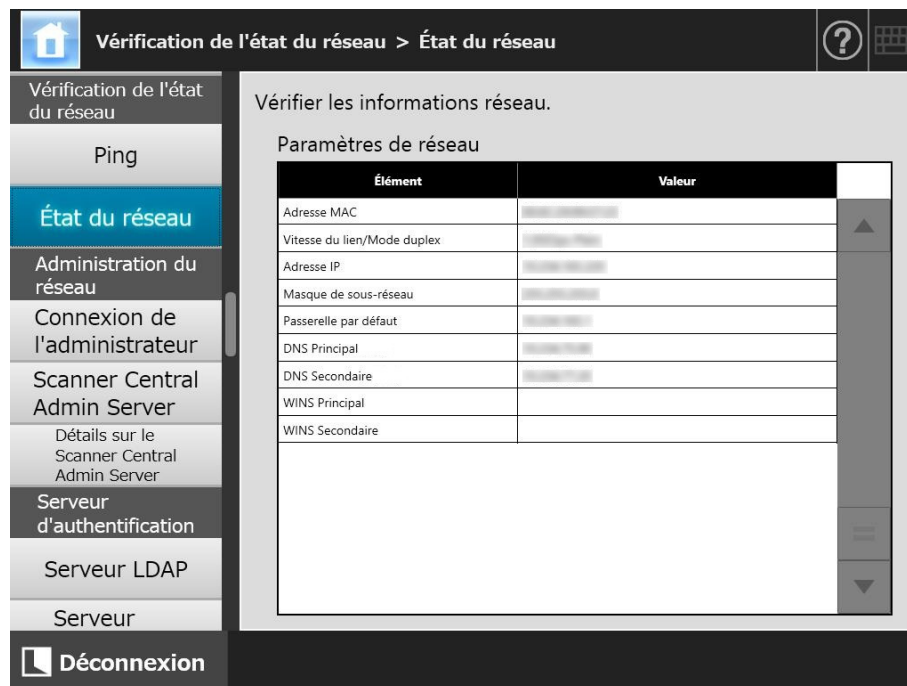 Vérification de l'état du réseau > État du réseau
?
Vérification de l'état
du réseau
Ping
État du réseau
Administration du
réseau
Connexion de
l'administrateur
Scanner Central
Admin Server
Détails sur le
Scanner Central
Admin Server
Serveur
d'authentification
Serveur LDAP
Serveur
Vérifier les informations réseau.
Paramètres de réseau
Élément Valeur
Adresse MAC
Vitesse du lien/Mode duplex
Adresse IP
Masque de sous-réseau
Passerelle par défaut
DNS Principal
DNS Secondaire
WINS Principal
WINS Secondaire
Déconnexion